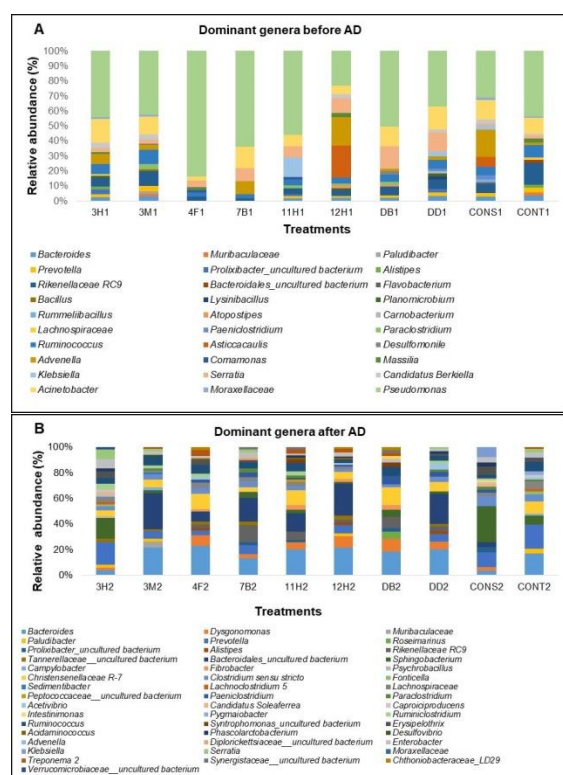 A
Dominant genera before AD
100%
90%
80%
70%
60%
50%
40%
30%
20%
10%
0%
Relative abundance (%)
3H1 3M1 4F1 7B1 11H1 12H1 DB1 DD1 CONS1 CONT1
Treatments
Bacteroides Muribaculaceae Paludibacter
Prevotella Prolixibacter_uncultured bacterium Alistipes
Rikenellaceae RC9 Bacteroidales_uncultured bacterium Flavobacterium
Bacillus Lysinibacillus Planomicrobium
Rummeliibacillus Atopostipes Carnobacterium
Lachnospiraceae Paeniclostridium Paraclostridium
Ruminococcus Asticcacaulis Desulfomonile
Advenella Comamonas Massilia
Klebsiella Serratia Candidatus Berkiella
Acinetobacter Moraxellaceae Pseudomonas
B
Dominant genera after AD
100%
80%
60%
40%
20%
0%
Relative abundance (%)
3H2 3M2 4F2 7B2 11H2 12H2 DB2 DD2 CONS2 CONT2
Treatments
Bacteroides Dysgonomonas Muribaculaceae
Paludibacter Prevotella Roseimarinus
Prolixibacter_uncultured bacterium Alistipes Rikenellaceae RC9
Tannerellaceae__uncultured bacterium Bacteroidales_uncultured bacterium Sphingobacterium
Campylobacter Fibrobacter Psychrobacillus
Christensenellaceae R-7 Clostridium sensu stricto Fonticella
Sedimentibacter Lachnoclostridium 5 Lachnospiraceae
Peptococcaceae__uncultured bacterium Paeniclostridium Paraclostridium
Acetivibrio Candidatus Soleaferrea Caproiciproducens
Intestinimonas Pygmaiobacter Ruminiclostridium
Ruminococcus Syntrophomonas_uncultured bacterium Erysipelothrix
Acidaminococcus Phascolarctobacterium Desulfovibrio
Advenella Diplorickettsiaceae__uncultured bacterium Enterobacter
Klebsiella Serratia Moraxellaceae
Treponema 2 Synergistaceae__uncultured bacterium Chthoniobacteraceae_LD29
Verrucomicrobiaceae__uncultured bacterium